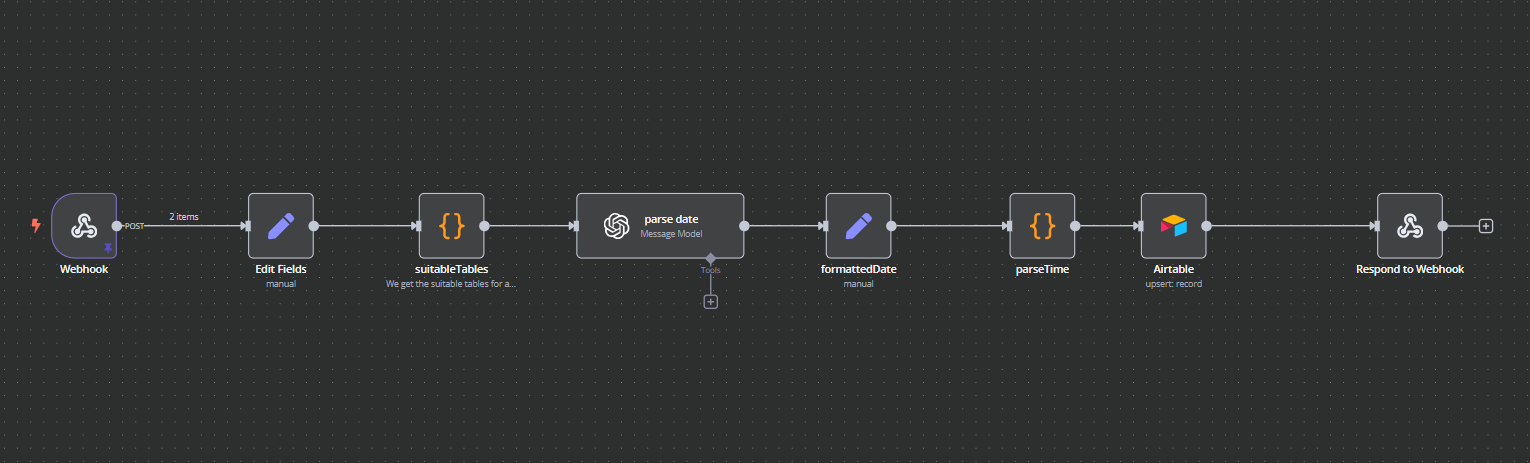 POST
2 items
Webhook
Edit Fields
manual
suitableTables
We get the suitable tables for a...
parse date
Message Model
Tools
formattedDate
manual
parseTime
Airtable
upsert: record
Respond to Webhook